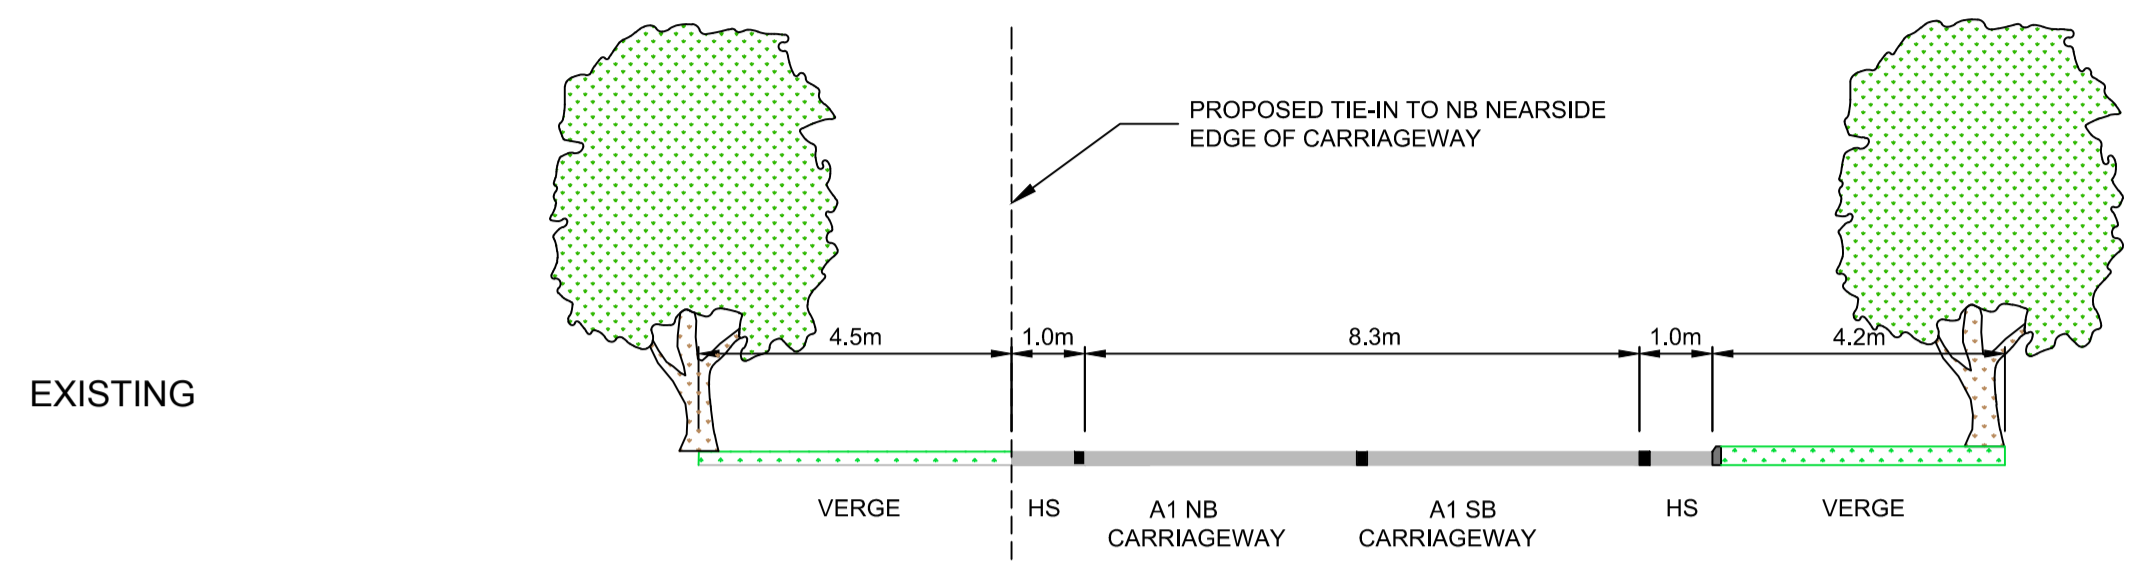 PROPOSED TIE-IN TO NB NEARSIDE
EDGE OF CARRIAGEWAY
4.5m
1.0m
8.3m
1.0m
4.2m
EXISTING
VERGE
HS
A1 NB
CARRIAGEWAY
A1 SB
CARRIAGEWAY
HS
VERGE